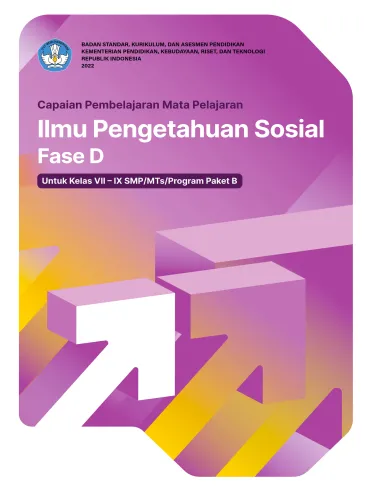 BADAN STANDAR, KURIKULUM, DAN ASESMEN PENDIDIKAN
KEMENTERIAN PENDIDIKAN, KEBUDAYAAN, RISET, DAN TEKNOLOGI
REPUBLIK INDONESIA
2022
Capaian Pembelajaran Mata Pelajaran
Ilmu Pengetahuan Sosial
Fase D
Untuk Kelas VII – IX SMP/MTs/Program Paket B